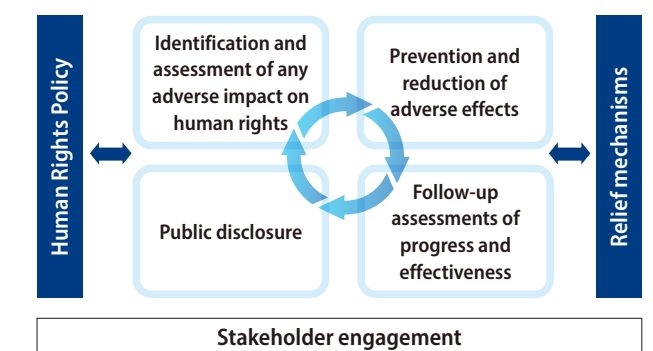 Human Rights Policy
Identification and
assessment of any
adverse impact on
human rights
Prevention and
reduction of
adverse effects
Public disclosure
Follow-up
assessments of
progress and
effectiveness
Relief mechanisms
Stakeholder engagement